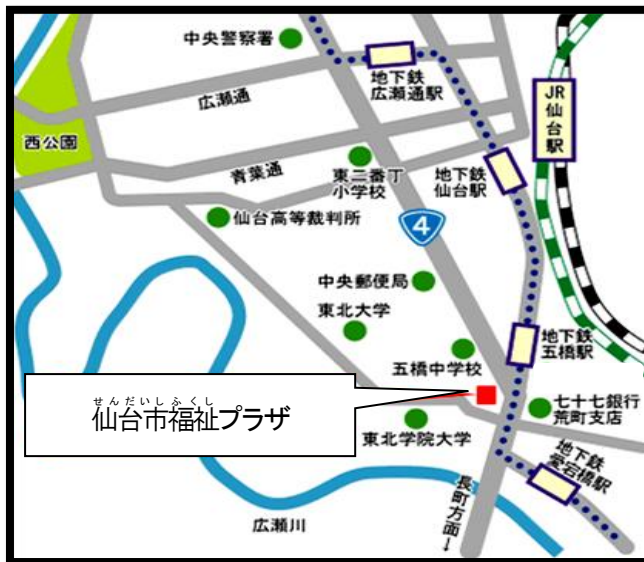 中央警察署
地下鉄
広瀬通駅
JR
仙台駅
広瀬通
西公園
青葉通
東二番丁
小学校
地下鉄
仙台駅
仙台高等裁判所
4
中央郵便局
東北大学
地下鉄
五橋駅
五橋中学校
せんだいしふくし
仙台市福祉プラザ
七十七銀行
荒町支店
東北学院大学
地下鉄
愛宕橋駅
長町方面→
広瀬川